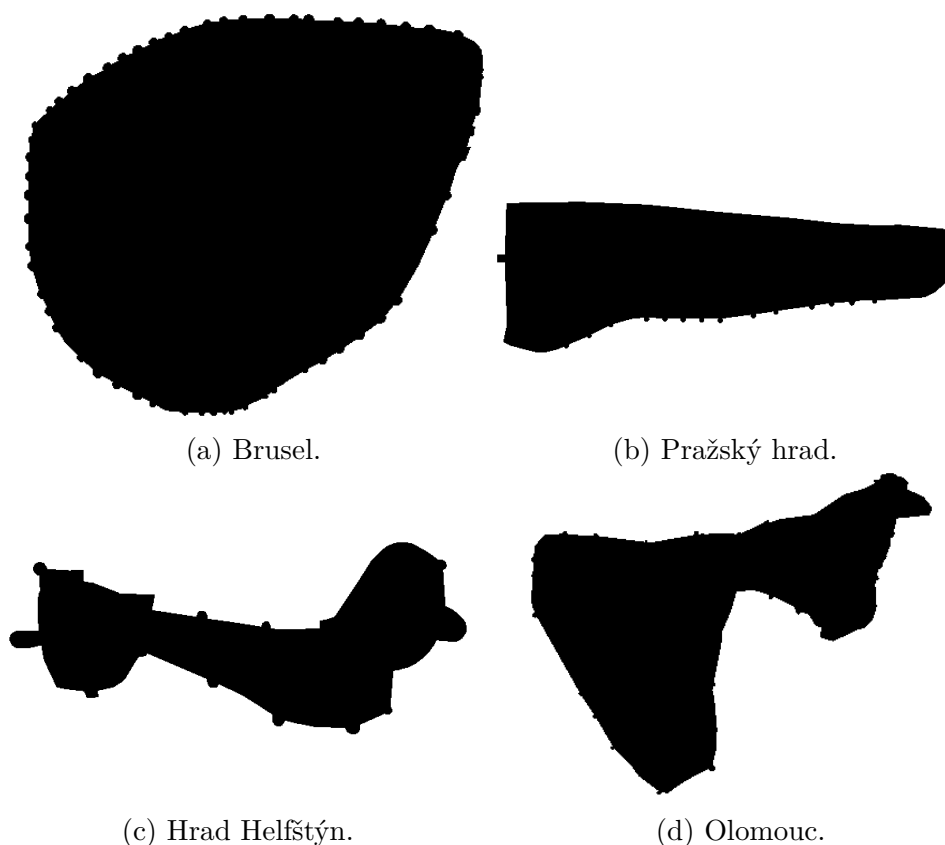 (a) Brusel.
(b) Pražský hrad.
(c) Hrad Helfštýn.
(d) Olomouc.